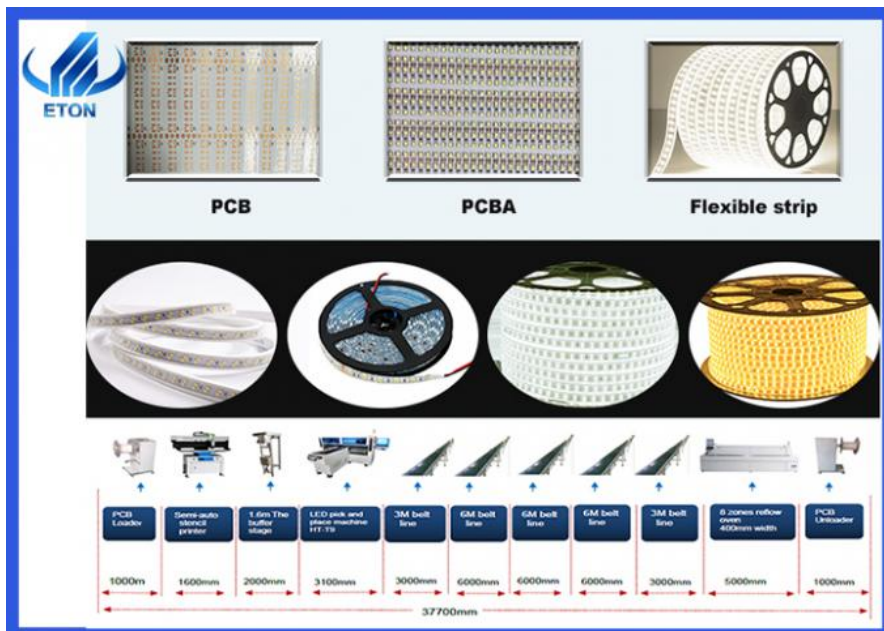 ETON
PCB
PCBA
Flexible strip
PCB
Loader
Semi-auto
stencil
printer
1.6m The
buffer
stage
LED pick and
place machine
HT-T9
3M belt
line
6M belt
line
6M belt
line
6M belt
line
3M belt
line
8 zones reflow
oven
400mm width
PCB
Unloader
1000m
1600mm
2000mm
3100mm
3000mm
6000mm
6000mm
6000mm
3000mm
5000mm
1000mm
37700mm